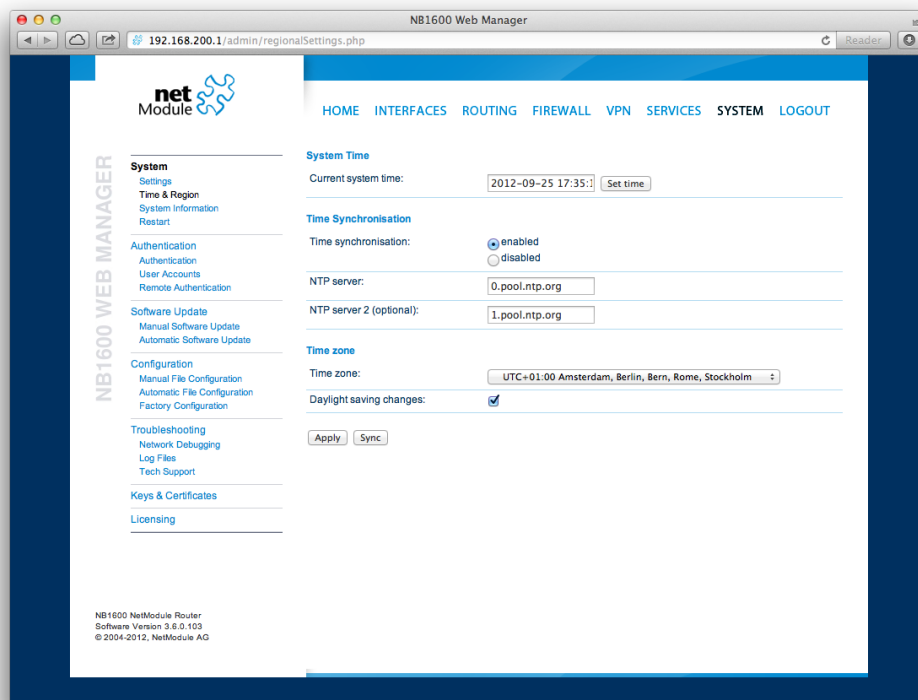 NB1600 Web Manager
192.168.200.1/admin/regionalSettings.php
Reader
net
Module
HOME INTERFACES ROUTING FIREWALL VPN SERVICES SYSTEM LOGOUT
NB1600 WEB MANAGER
System
Settings
Time & Region
System Information
Restart
Authentication
Authentication
User Accounts
Remote Authentication
Software Update
Manual Software Update
Automatic Software Update
Configuration
Manual File Configuration
Automatic File Configuration
Factory Configuration
Troubleshooting
Network Debugging
Log Files
Tech Support
Keys & Certificates
Licensing
System Time
Current system time: 2012-09-25 17:35:1 Set time
Time Synchronisation
Time synchronisation: enabled
disabled
NTP server: 0.pool.ntp.org
NTP server 2 (optional): 1.pool.ntp.org
Time zone
Time zone: UTC+01:00 Amsterdam, Berlin, Bern, Rome, Stockholm
Daylight saving changes:
Apply Sync
NB1600 NetModule Router
Software Version 3.6.0.103
© 2004-2012, NetModule AG